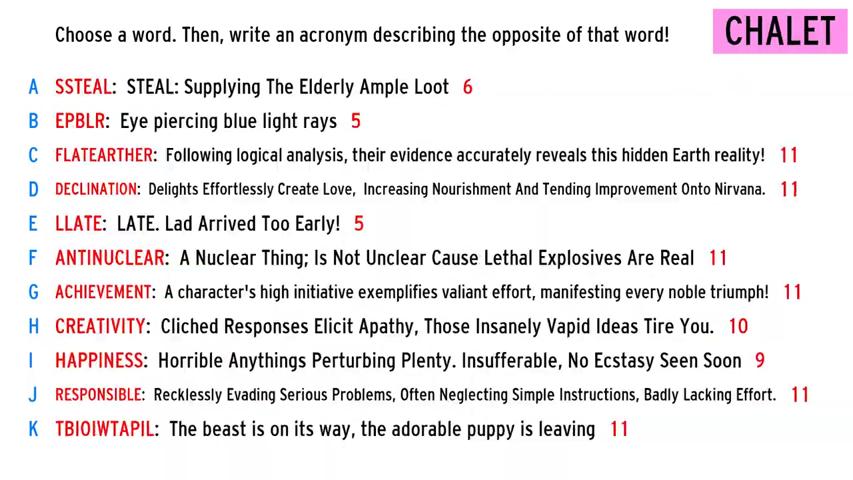 Choose a word. Then, write an acronym describing the opposite of that word!
CHALET
A SSTEAL: STEAL: Supplying The Elderly Ample Loot 6
B EPBLR: Eye piercing blue light rays 5
C FLATEARTHER: Following logical analysis, their evidence accurately reveals this hidden Earth reality! 11
D DECLINATION: Delights Effortlessly Create Love, Increasing Nourishment And Tending Improvement Onto Nirvana. 11
E LLATE: LATE. Lad Arrived Too Early! 5
F ANTINUCLEAR: A Nuclear Thing; Is Not Unclear Cause Lethal Explosives Are Real 11
G ACHIEVEMENT: A character's high initiative exemplifies valiant effort, manifesting every noble triumph! 11
H CREATIVITY: Cliched Responses Elicit Apathy, Those Insanely Vapid Ideas Tire You. 10
I HAPPINESS: Horrible Anythings Perturbing Plenty. Insufferable, No Ecstasy Seen Soon 9
J RESPONSIBLE: Recklessly Evading Serious Problems, Often Neglecting Simple Instructions, Badly Lacking Effort. 11
K TBIOIWTAPIL: The beast is on its way, the adorable puppy is leaving 11